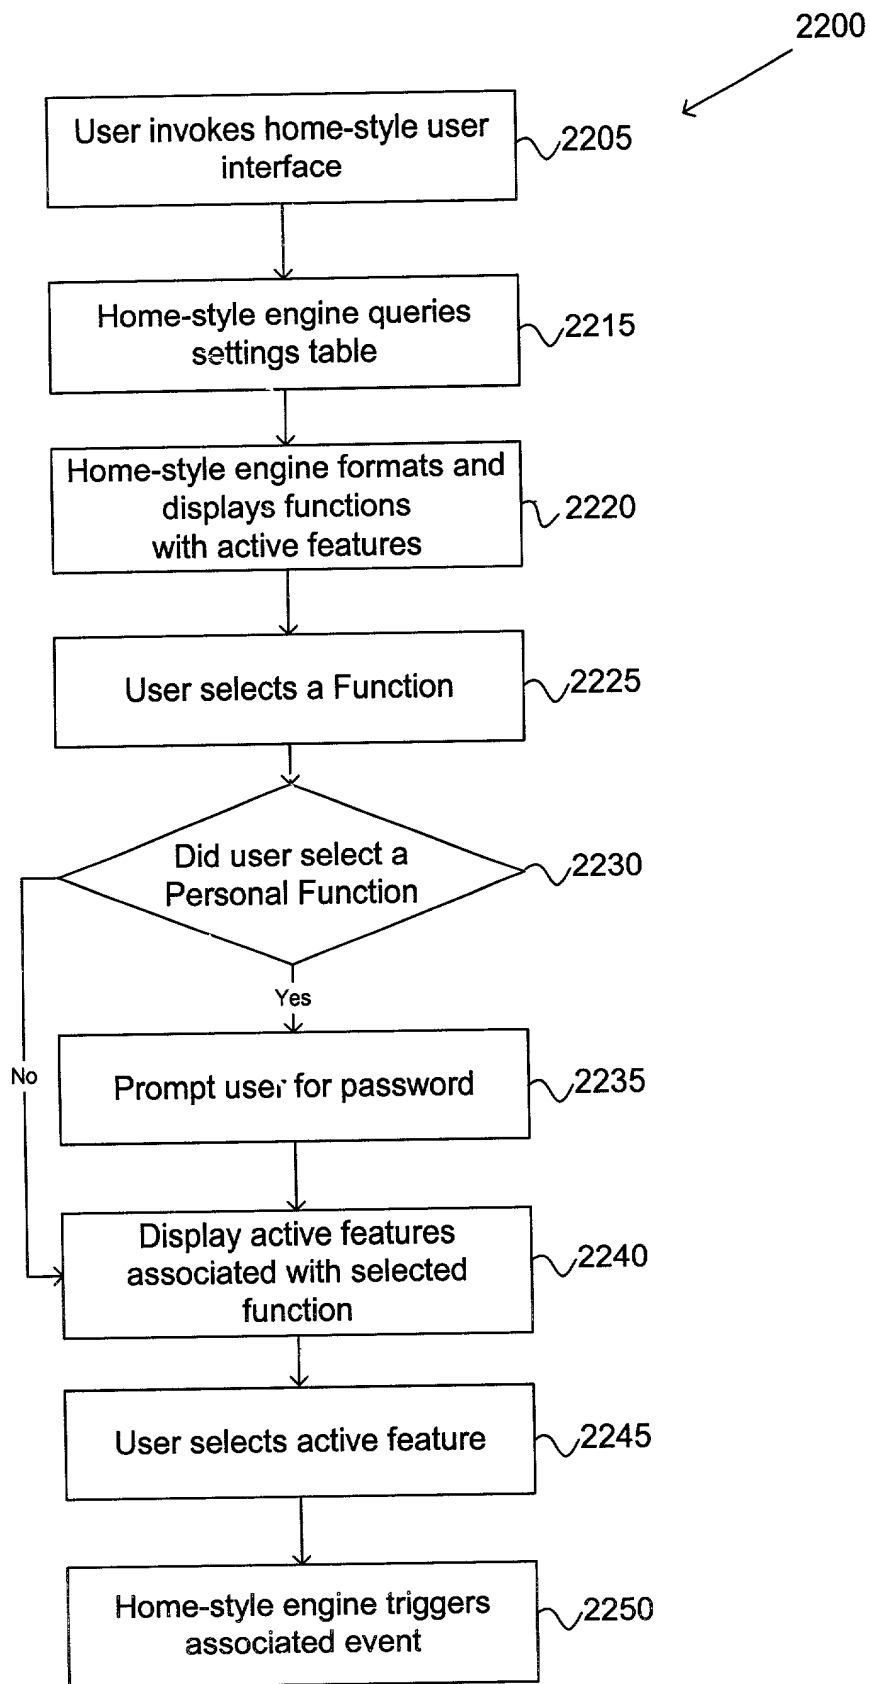 2200
User invokes home-style user
interface
2205
Home-style engine queries
settings table
2215
Home-style engine formats and
displays functions
with active features
2220
User selects a Function
2225
Did user select a
Personal Function
2230
Yes
No
Prompt user for password
2235
Display active features
associated with selected
function
2240
User selects active feature
2245
Home-style engine triggers
associated event
2250